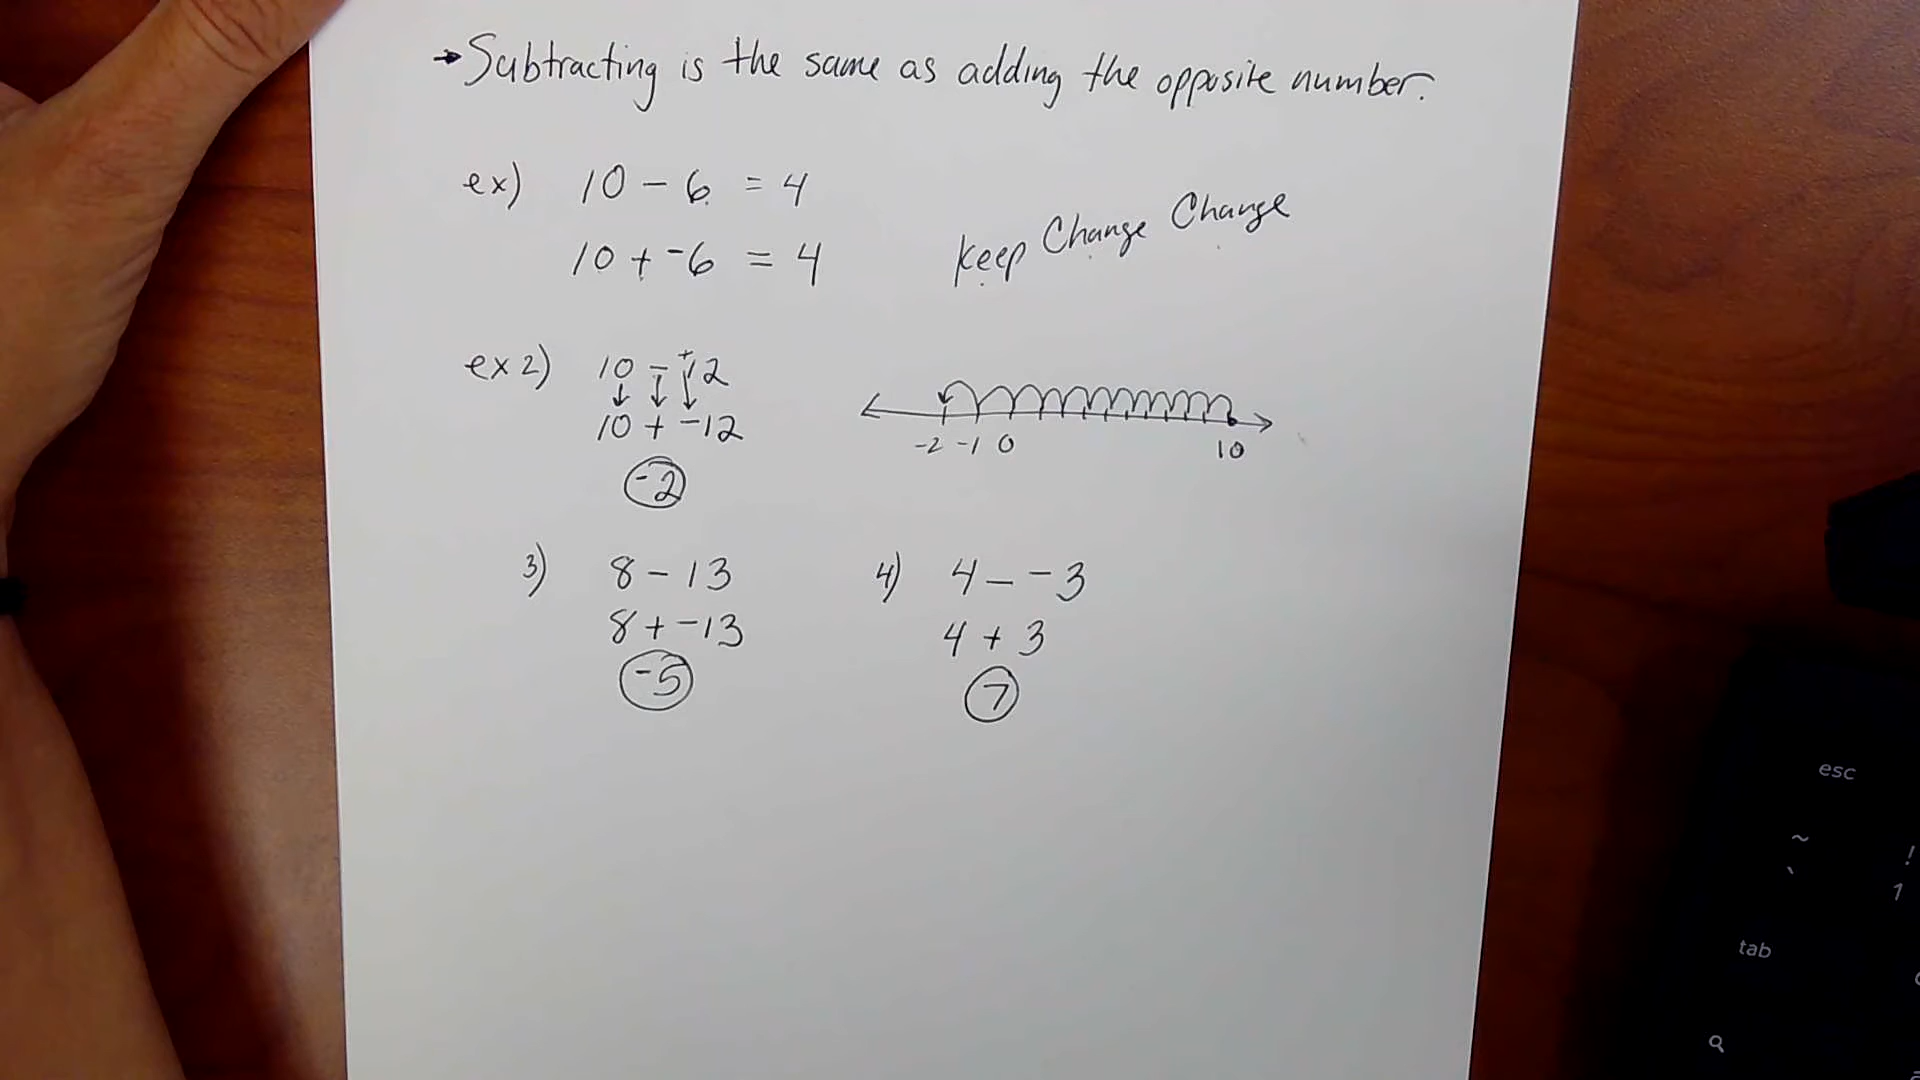 →Subtracting is the same as adding the opposite number.
ex) 10 - 6 = 4
10 + -6 = 4
Keep Change Change
ex 2) 10 - +12
↓ ↓ ↓
10 + -12
-2
-2 -1 0 10
3) 8 - 13
8 + -13
-5
4) 4 - -3
4 + 3
7
esc
~
`
!
1
tab